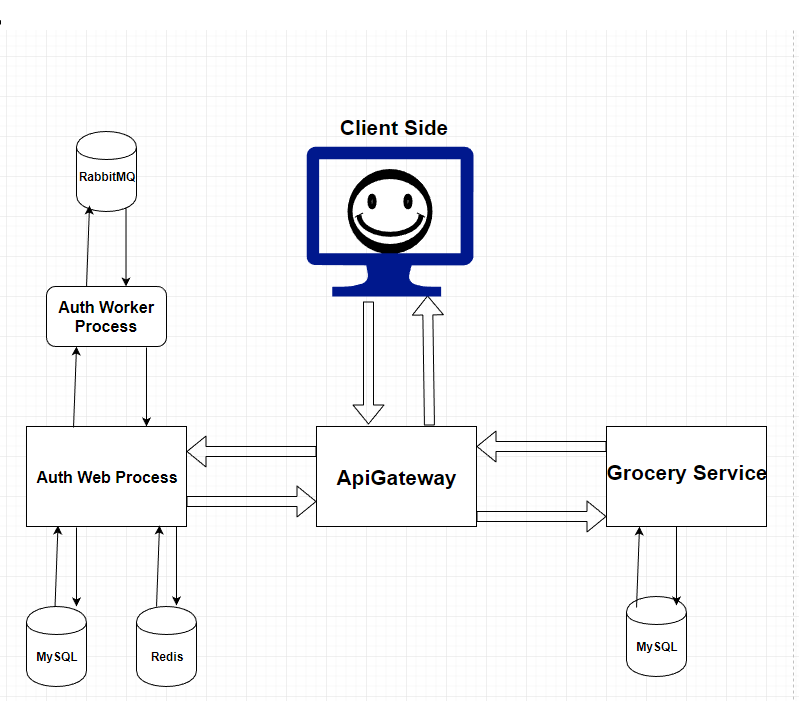 Client Side
RabbitMQ
Auth Worker
Process
Auth Web Process
ApiGateway
Grocery Service
MySQL
Redis
MySQL